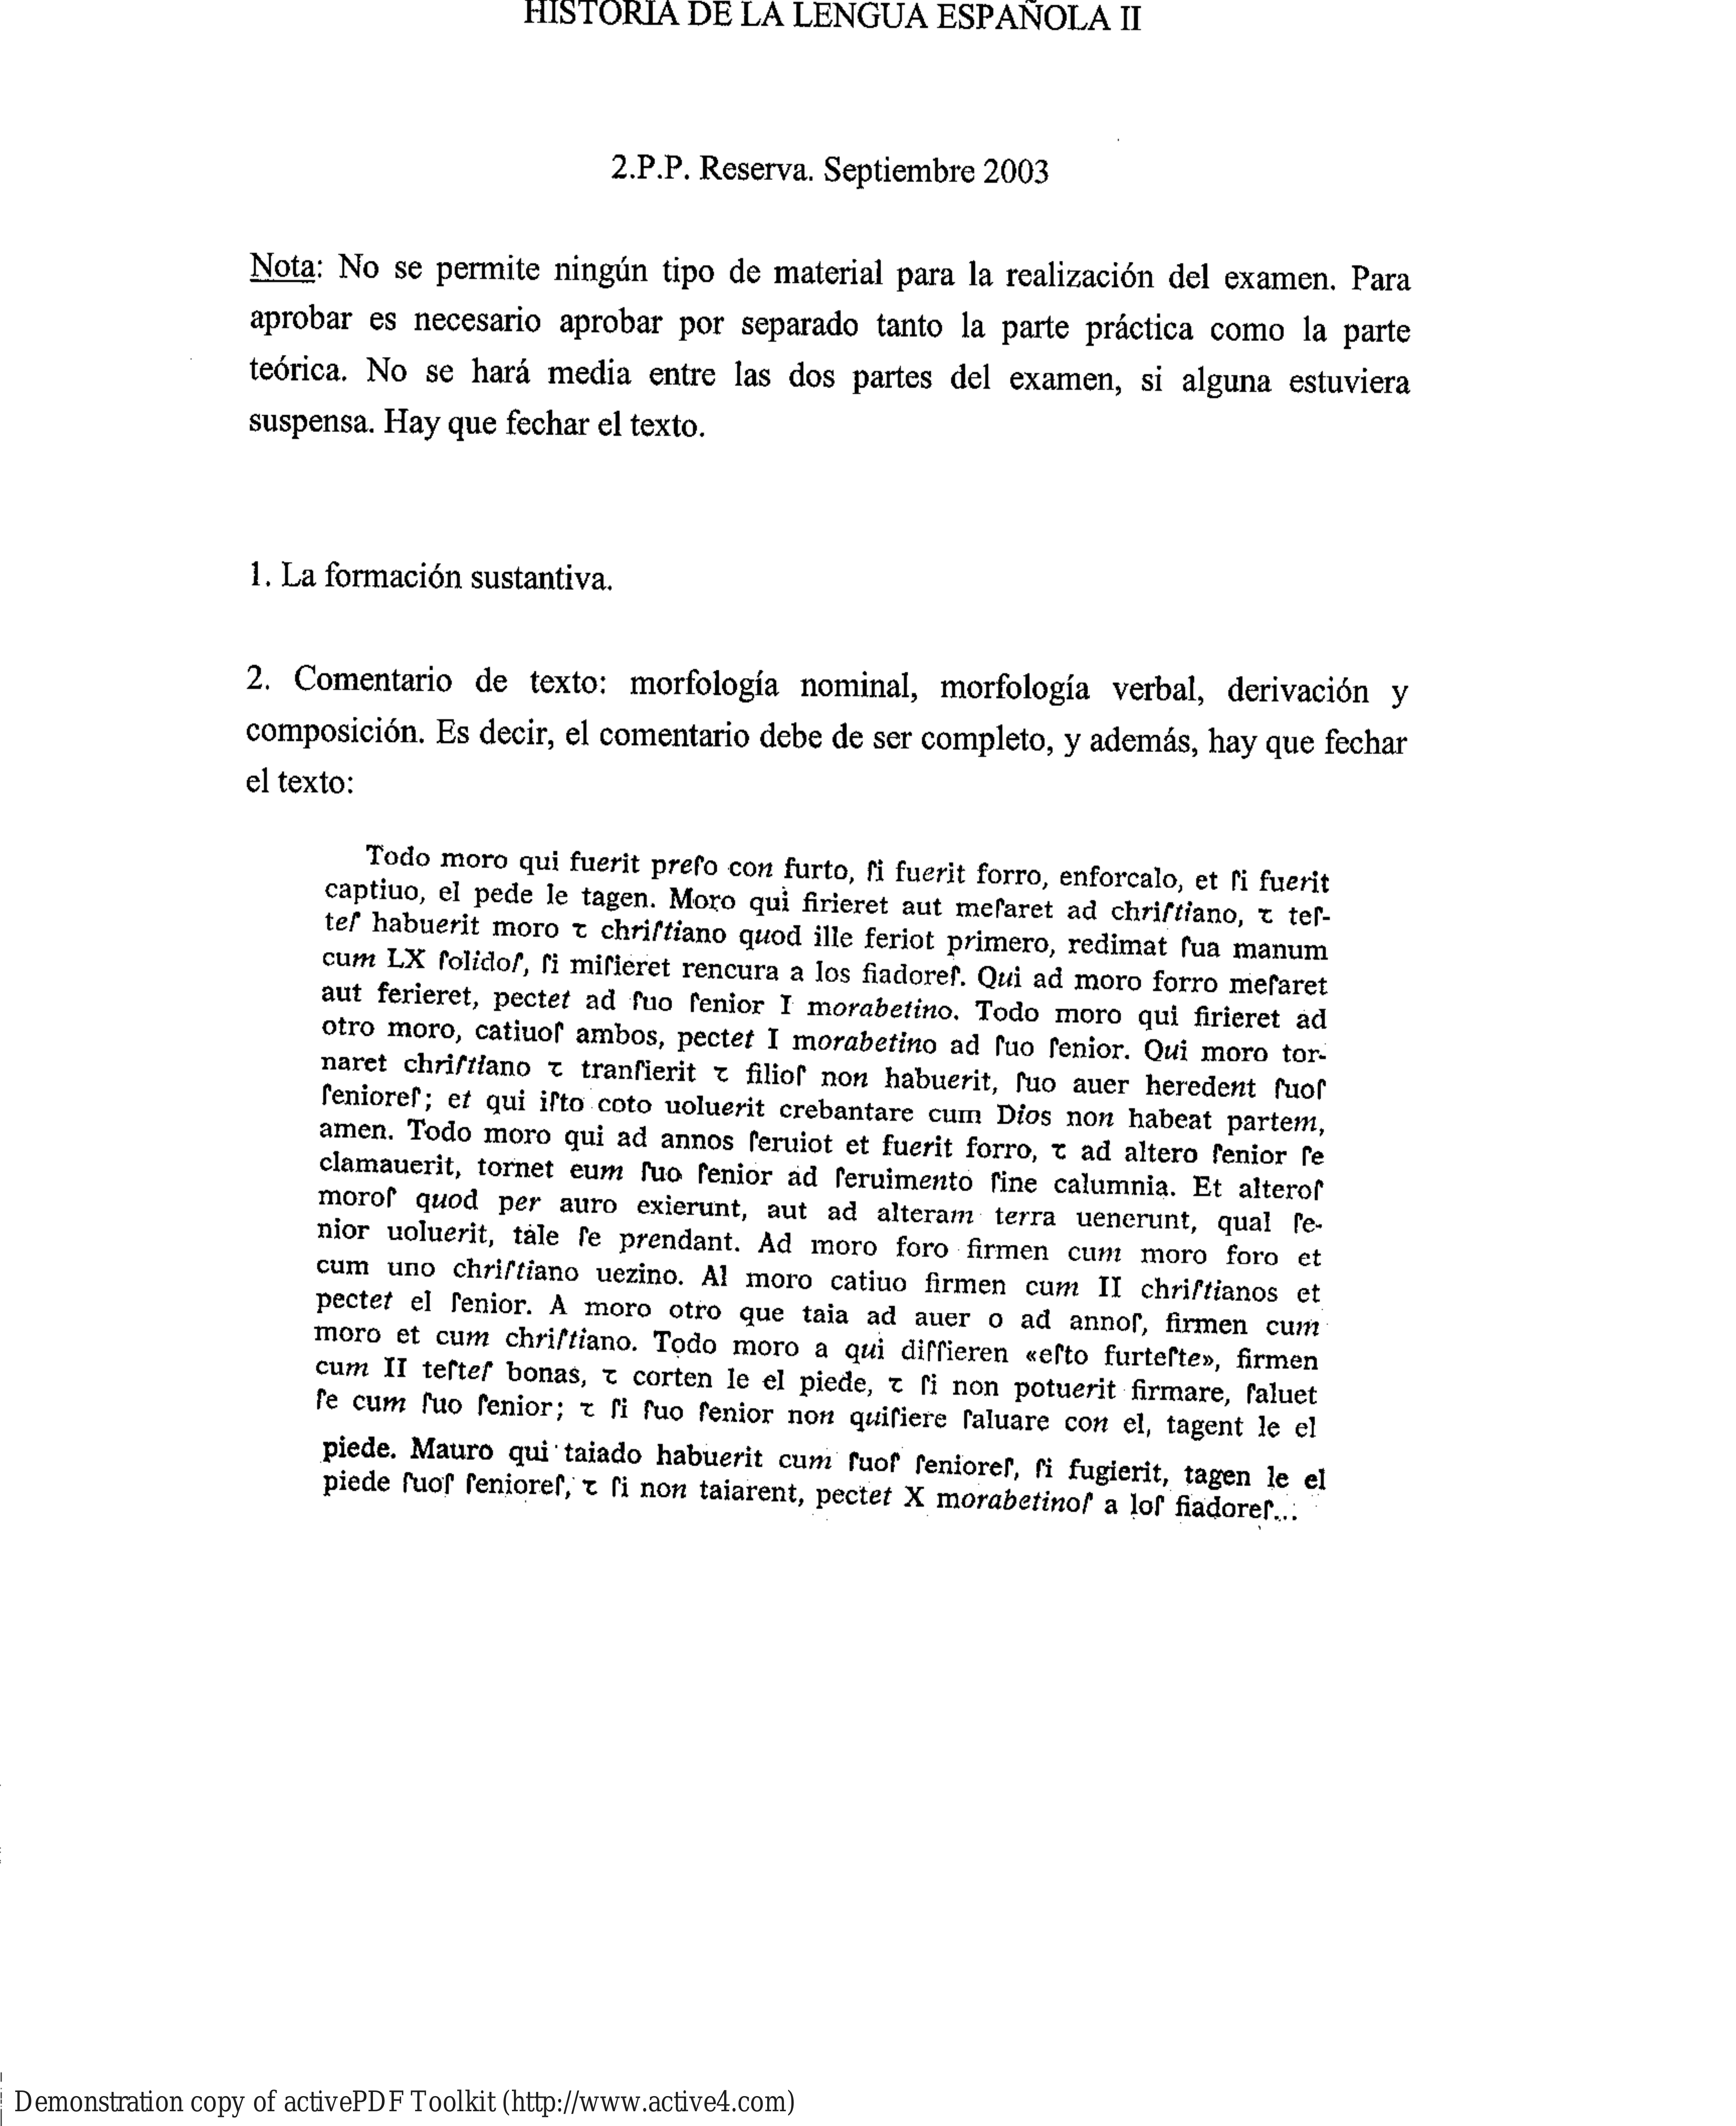 HISTORIA DE LA LENGUA ESPAÑOLA II
2.P.P. Reserva. Septiembre 2003
Nota: No se permite ningún tipo de material para la realización del examen. Para
aprobar es necesario aprobar por separado tanto la parte práctica como la parte
teórica. No se hará media entre las dos partes del examen, si alguna estuviera
suspensa. Hay que fechar el texto.
1. La formación sustantiva.
2. Comentario de texto: morfología nominal, morfología verbal, derivación y
composición. Es decir, el comentario debe de ser completo, y además, hay que fechar
el texto:
Todo moro qui fuerit preſo con furto, ſi fuerit forro, enforcalo, et ſi fuerit
captiuo, el pede le tagen. Moro qui firieret aut meſaret ad chriſtiano, τ teſ-
teſ habuerit moro τ chriſtiano quod ille feriot primero, redimat ſua manum
cum LX ſolidoſ, ſi miſieret rencura a los fiadoreſ. Qui ad moro forro meſaret
aut ferieret, pectet ad ſuo ſenior I morabetino. Todo moro qui firieret ad
otro moro, catiuoſ ambos, pectet I morabetino ad ſuo ſenior. Qui moro tor-
naret chriſtiano τ tranſierit τ filioſ non habuerit, ſuo auer heredent ſuoſ
ſenioreſ; et qui iſto coto uoluerit crebantare cum Dios non habeat partem,
amen. Todo moro qui ad annos ſeruiot et fuerit forro, τ ad altero ſenior ſe
clamauerit, tornet eum ſuo ſenior ad ſeruimento ſine calumnia. Et alteroſ
moroſ quod per auro exierunt, aut ad alteram terra uenerunt, qual ſe-
nior uoluerit, tale ſe prendant. Ad moro foro firmen cum moro foro et
cum uno chriſtiano uezino. Al moro catiuo firmen cum II chriſtianos et
pectet el ſenior. A moro otro que taia ad auer o ad annoſ, firmen cum
moro et cum chriſtiano. Todo moro a qui diſſieren «eſto furteſte», firmen
cum II teſteſ bonas, τ corten le el piede, τ ſi non potuerit firmare, ſaluet
ſe cum ſuo ſenior; τ ſi ſuo ſenior non quiſiere ſaluare con el, tagent le el
piede. Mauro qui taiado habuerit cum ſuoſ ſenioreſ, ſi fugierit, tagen le el
piede ſuoſ ſenioreſ, τ ſi non taiarent, pectet X morabetinoſ a loſ fiadoreſ...
Demonstration copy of activePDF Toolkit (http://www.active4.com)